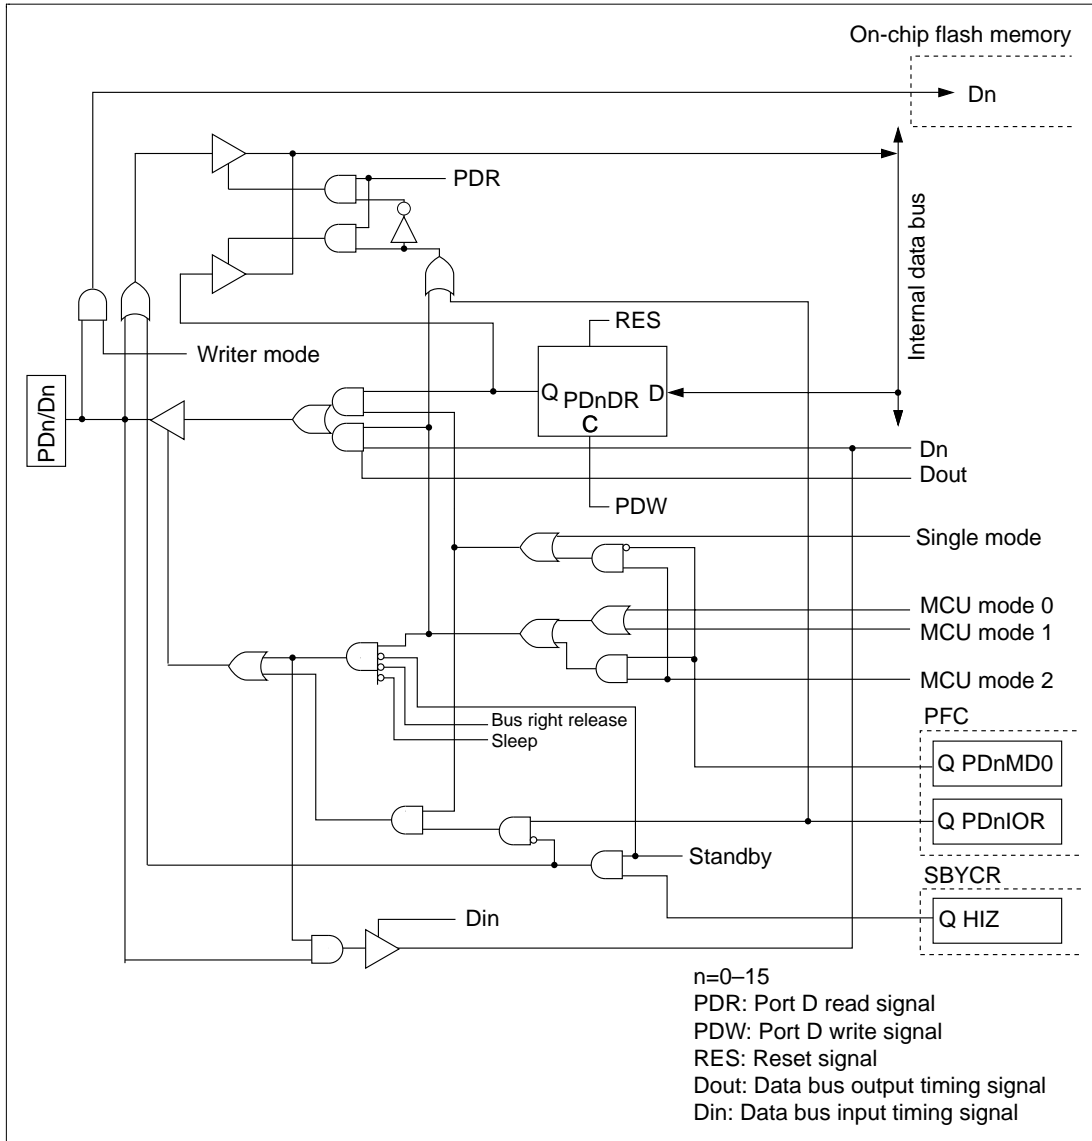 On-chip flash memory
Dn
PDR
Internal data bus
RES
Writer mode
PDn/Dn
Q
PDnDR
D
C
Dn
Dout
PDW
Single mode
MCU mode 0
MCU mode 1
MCU mode 2
PFC
Bus right release
Sleep
Q PDnMD0
Q PDnIOR
Standby
SBYCR
Q HIZ
Din
n=0–15
PDR: Port D read signal
PDW: Port D write signal
RES: Reset signal
Dout: Data bus output timing signal
Din: Data bus input timing signal